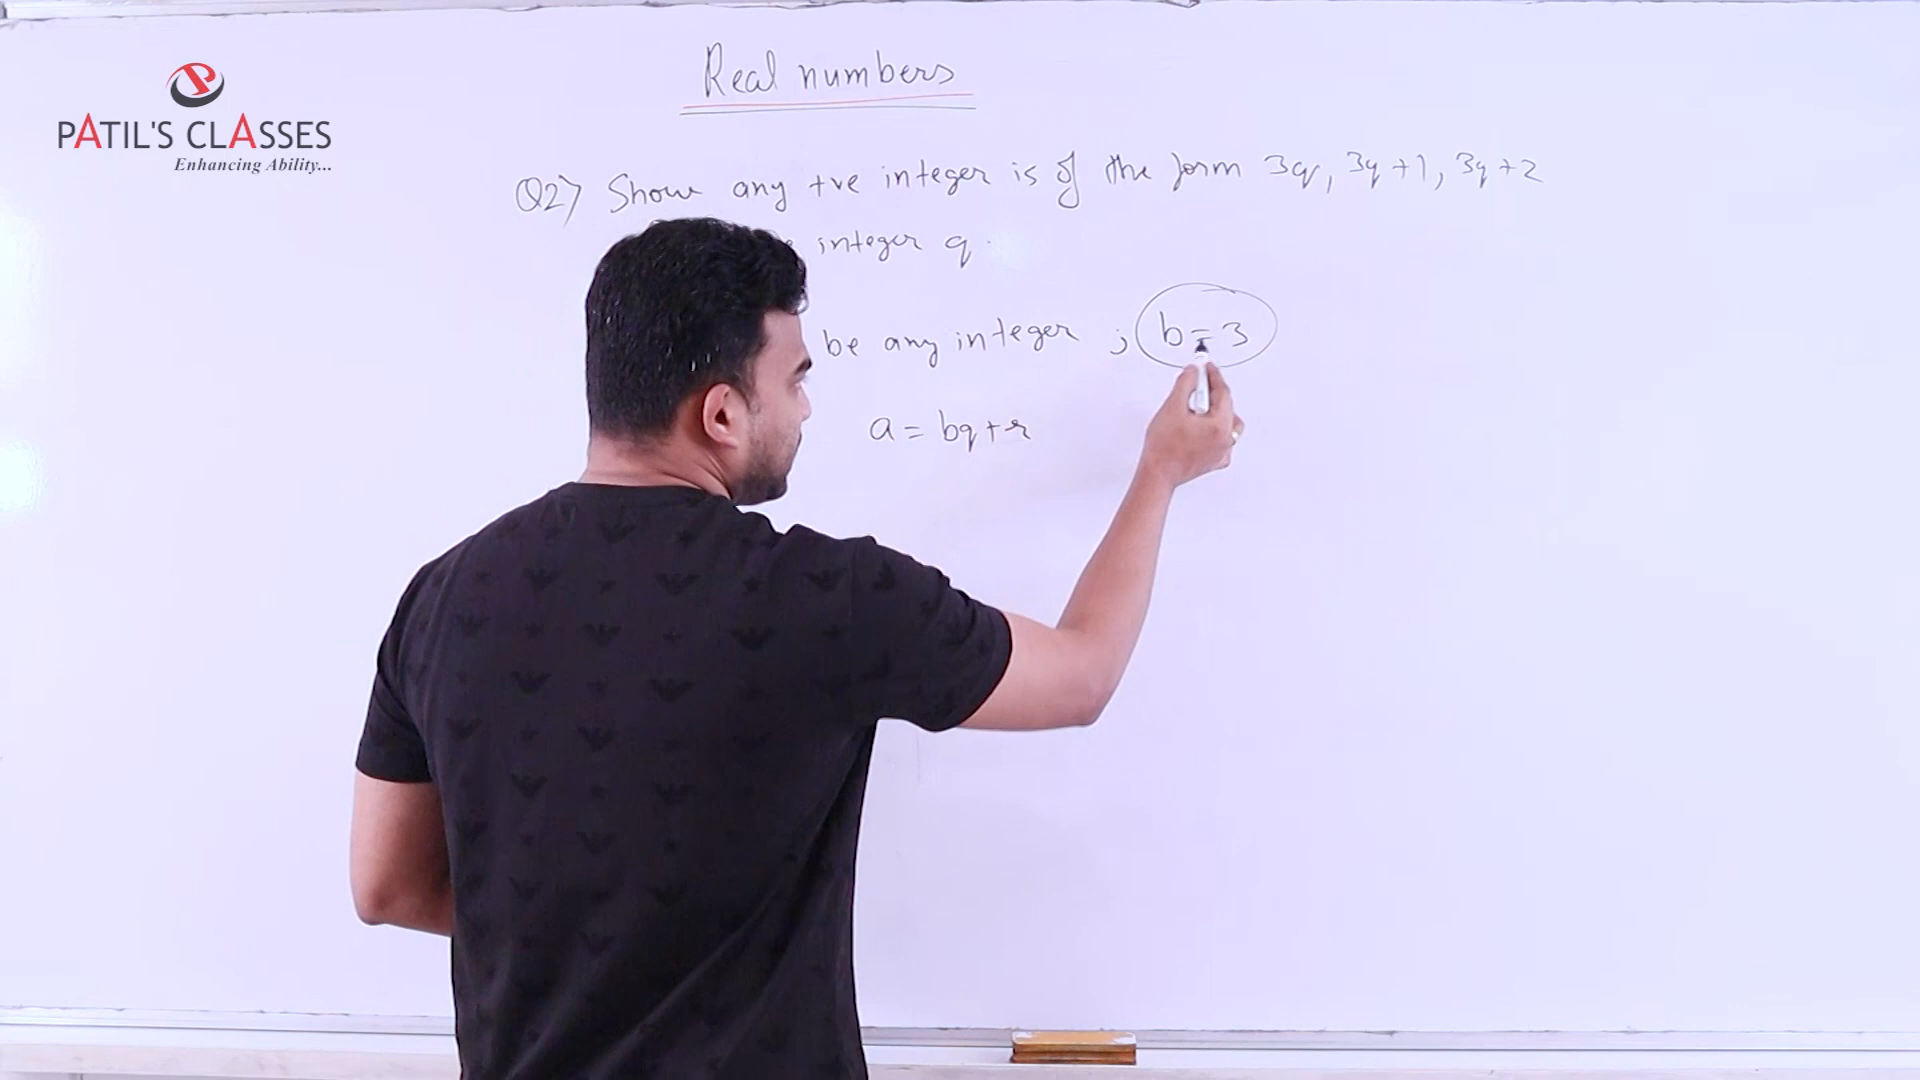 PATIL'S CLASSES
Enhancing Ability...
Real numbers
Q2) Show any +ve integer is of the form 3q, 3q+1, 3q+2
integer q.
be any integer ; b=3
a = bq+r